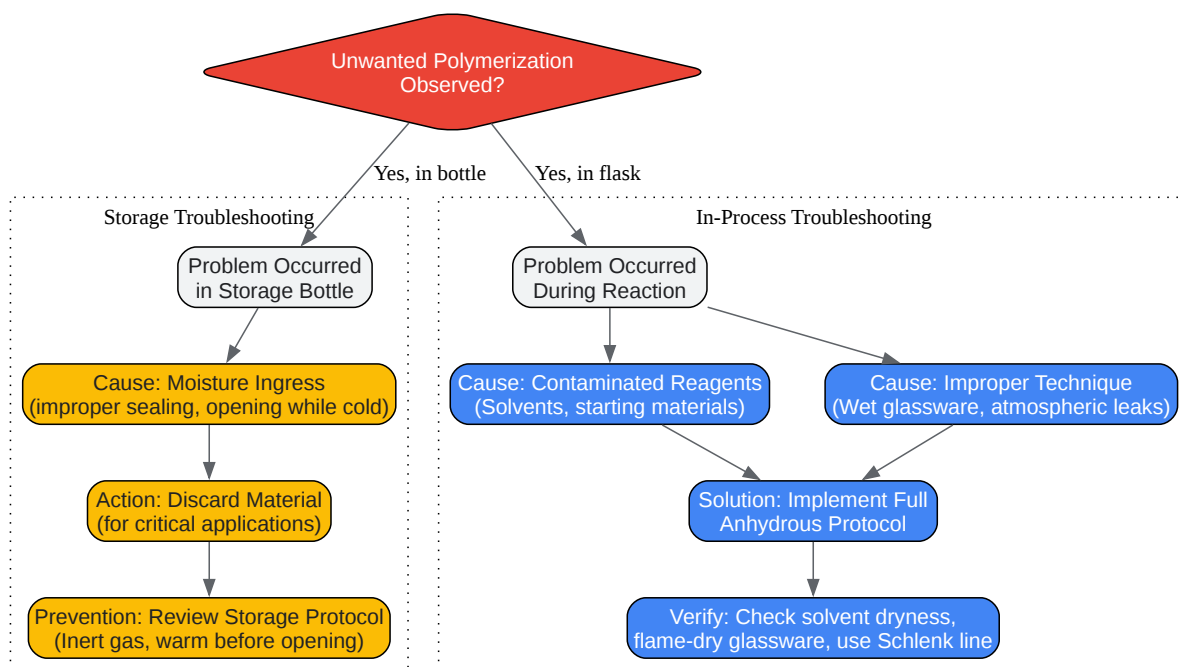 Unwanted Polymerization
Observed?
Yes, in bottle
Yes, in flask
Storage Troubleshooting
Problem Occurred
in Storage Bottle
Cause: Moisture Ingress
(improper sealing, opening while cold)
Action: Discard Material
(for critical applications)
Prevention: Review Storage Protocol
(Inert gas, warm before opening)
In-Process Troubleshooting
Problem Occurred
During Reaction
Cause: Contaminated Reagents
(Solvents, starting materials)
Cause: Improper Technique
(Wet glassware, atmospheric leaks)
Solution: Implement Full
Anhydrous Protocol
Verify: Check solvent dryness,
flame-dry glassware, use Schlenk line